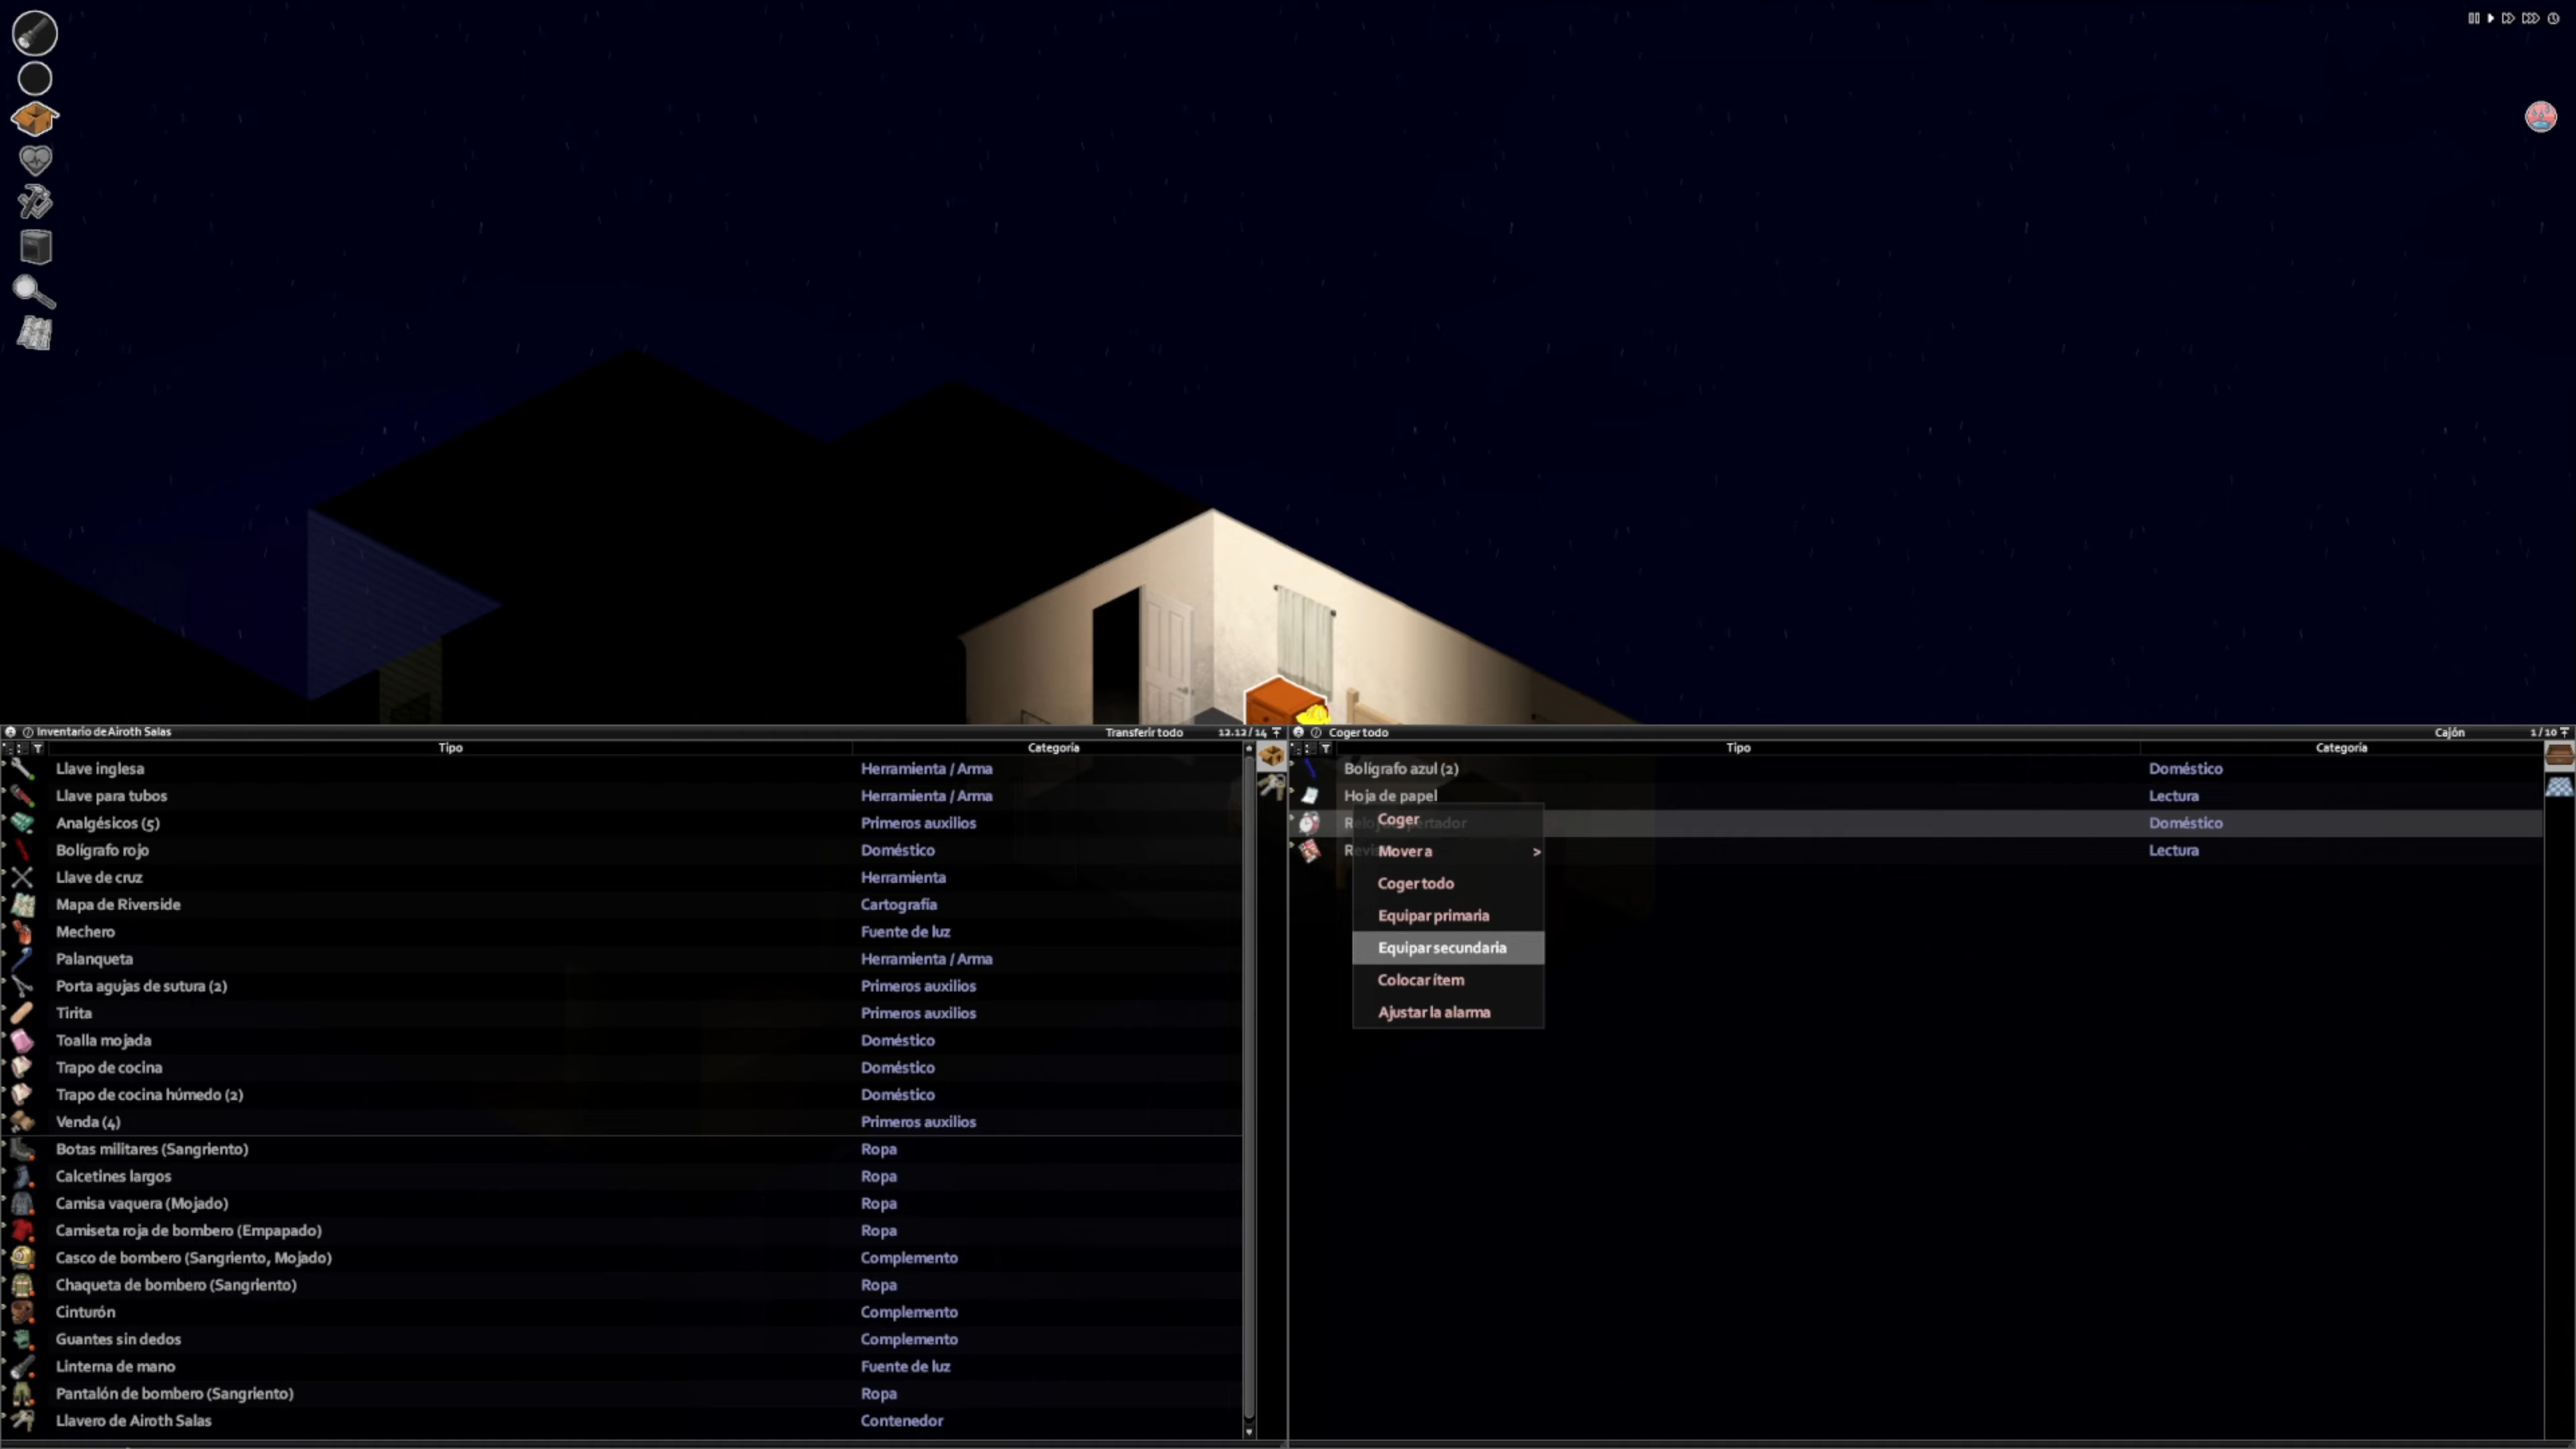 Inventario de Airoth Salas
Transferir todo
12.12 / 14
Tipo
Categoría
Llave inglesa
Herramienta / Arma
Llave para tubos
Herramienta / Arma
Analgésicos (5)
Primeros auxilios
Bolígrafo rojo
Doméstico
Llave de cruz
Herramienta
Mapa de Riverside
Cartografía
Mechero
Fuente de luz
Palanqueta
Herramienta / Arma
Porta agujas de sutura (2)
Primeros auxilios
Tirita
Primeros auxilios
Toalla mojada
Doméstico
Trapo de cocina
Doméstico
Trapo de cocina húmedo (2)
Doméstico
Venda (4)
Primeros auxilios
Botas militares (Sangriento)
Ropa
Calcetines largos
Ropa
Camisa vaquera (Mojado)
Ropa
Camiseta roja de bombero (Empapado)
Ropa
Casco de bombero (Sangriento, Mojado)
Complemento
Chaqueta de bombero (Sangriento)
Ropa
Cinturón
Complemento
Guantes sin dedos
Complemento
Linterna de mano
Fuente de luz
Pantalón de bombero (Sangriento)
Ropa
Llavero de Airoth Salas
Contenedor
Coger todo
Cajón
1 / 10
Tipo
Categoría
Bolígrafo azul (2)
Doméstico
Hoja de papel
Lectura
Doméstico
Lectura
Coger
Mover a >
Coger todo
Equipar primaria
Equipar secundaria
Colocar ítem
Ajustar la alarma